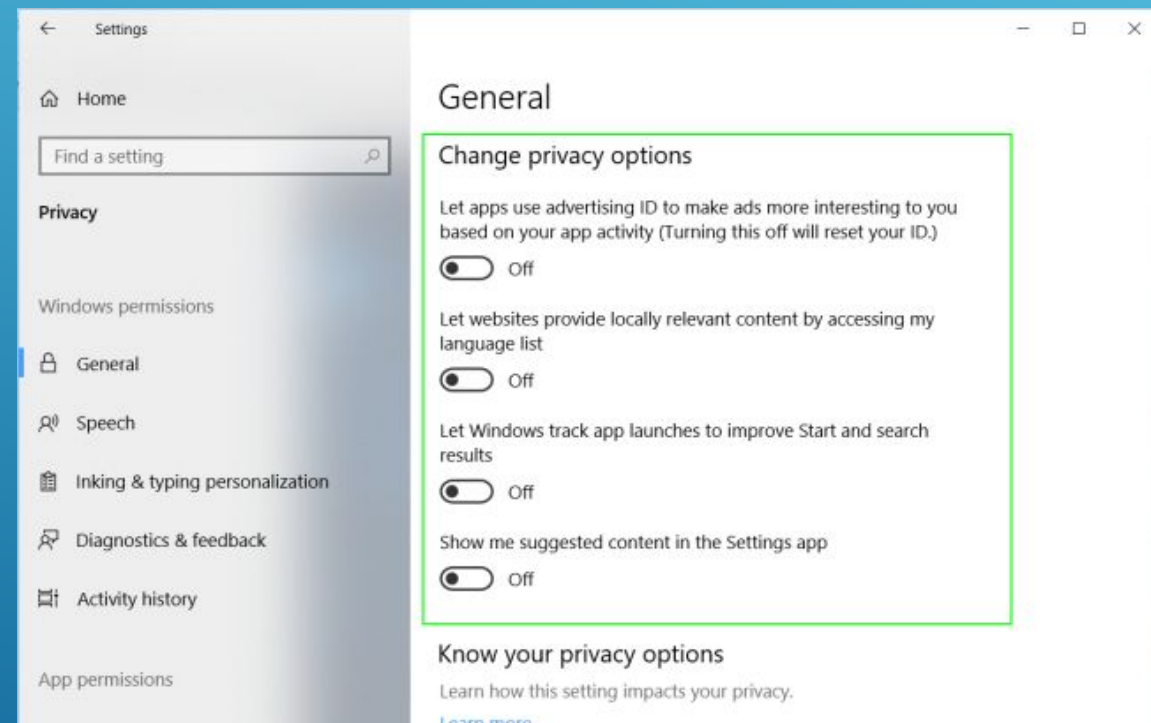 Settings
Home
Find a setting
Privacy
Windows permissions
General
Speech
Inking & typing personalization
Diagnostics & feedback
Activity history
App permissions
General
Change privacy options
Let apps use advertising ID to make ads more interesting to you
based on your app activity (Turning this off will reset your ID.)
Off
Let websites provide locally relevant content by accessing my
language list
Off
Let Windows track app launches to improve Start and search
results
Off
Show me suggested content in the Settings app
Off
Know your privacy options
Learn how this setting impacts your privacy.
Learn more